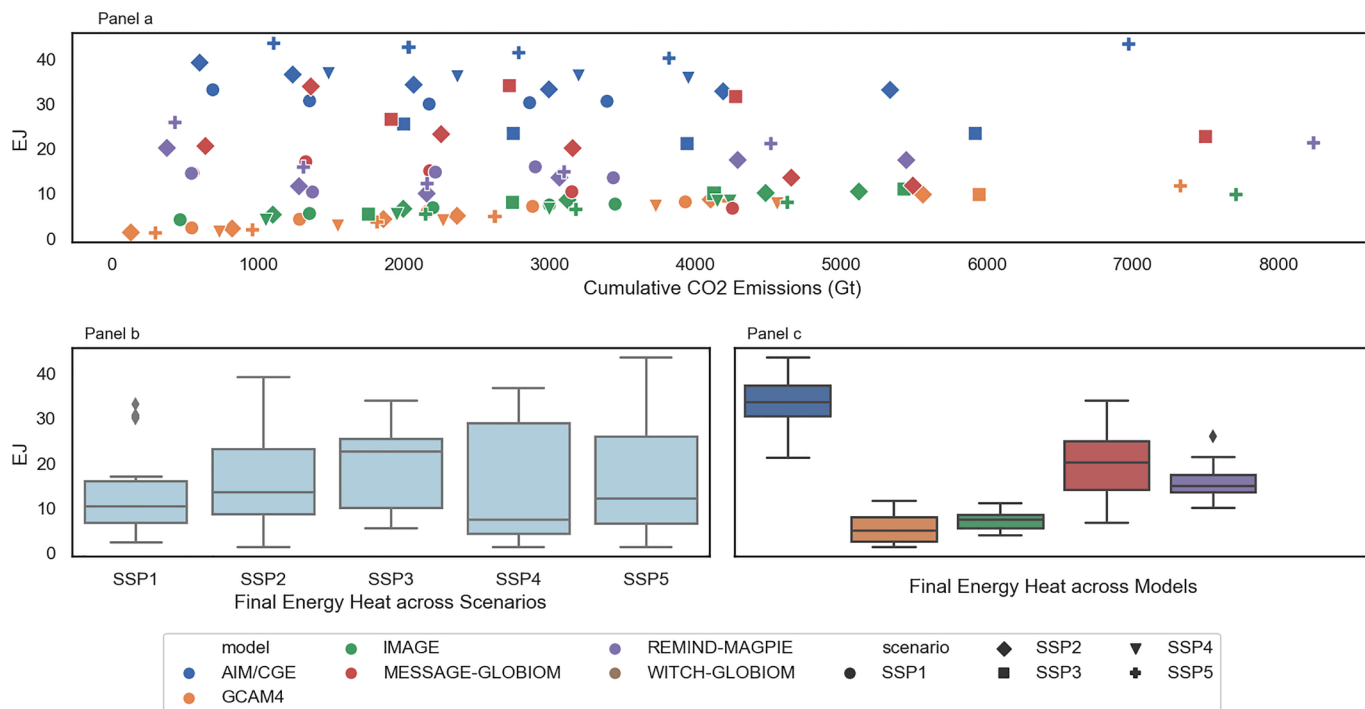 Panel a
40
30
20
10
0
EJ
0 1000 2000 3000 4000 5000 6000 7000 8000
Cumulative CO2 Emissions (Gt)
Panel b
40
30
20
10
0
EJ
SSP1 SSP2 SSP3 SSP4 SSP5
Final Energy Heat across Scenarios
Panel c
Final Energy Heat across Models
model IMAGE REMIND-MAGPIE scenario SSP2 SSP4
AIM/CGE MESSAGE-GLOBIOM WITCH-GLOBIOM SSP1 SSP3 SSP5
GCAM4